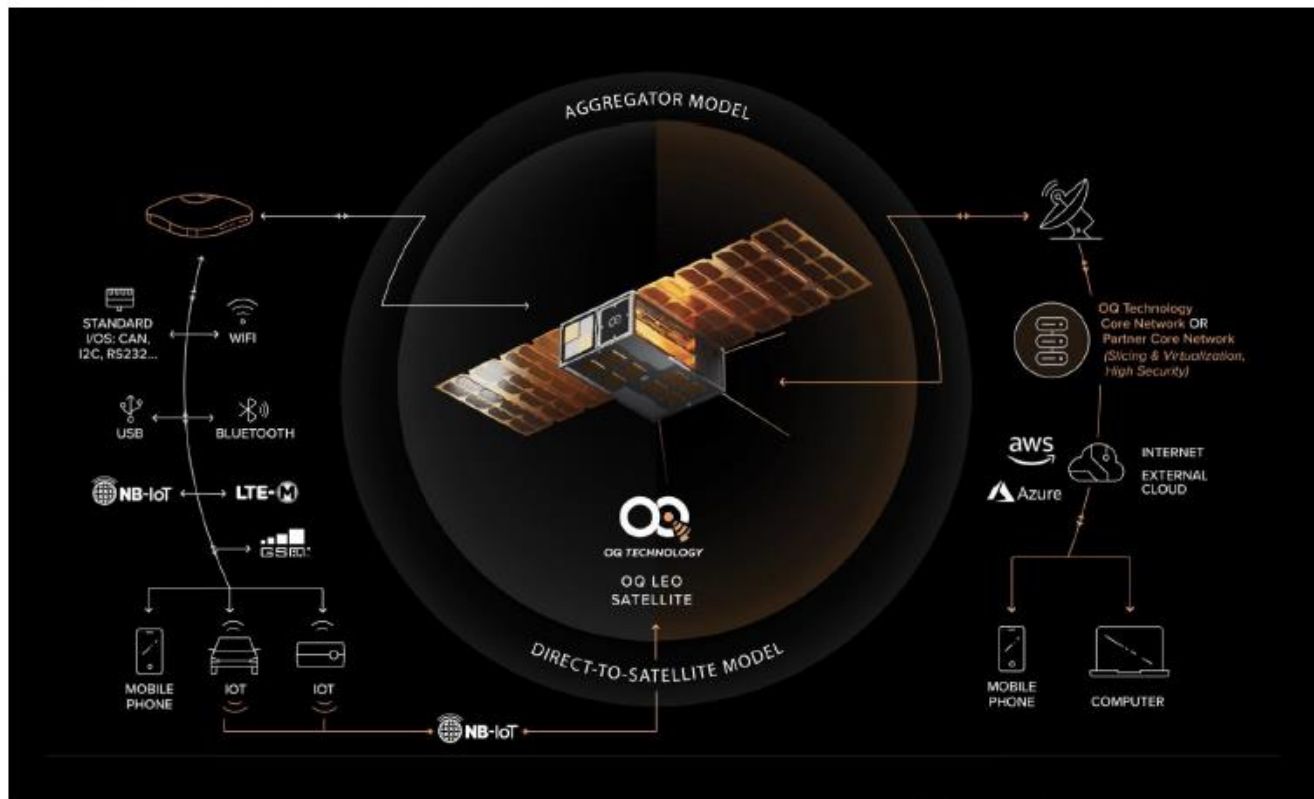 AGGREGATOR MODEL
STANDARD
I/OS: CAN,
I2C, RS232...
WIFI
USB
BLUETOOTH
NB-IoT
LTE-M
GSM
MOBILE
PHONE
IOT
IOT
NB-IoT
OQ
OQ TECHNOLOGY
OQ LEO
SATELLITE
DIRECT-TO-SATELLITE MODEL
OQ Technology
Core Network OR
Partner Core Network
(Slicing & Virtualization,
High Security)
aws
Azure
INTERNET
EXTERNAL
CLOUD
MOBILE
PHONE
COMPUTER